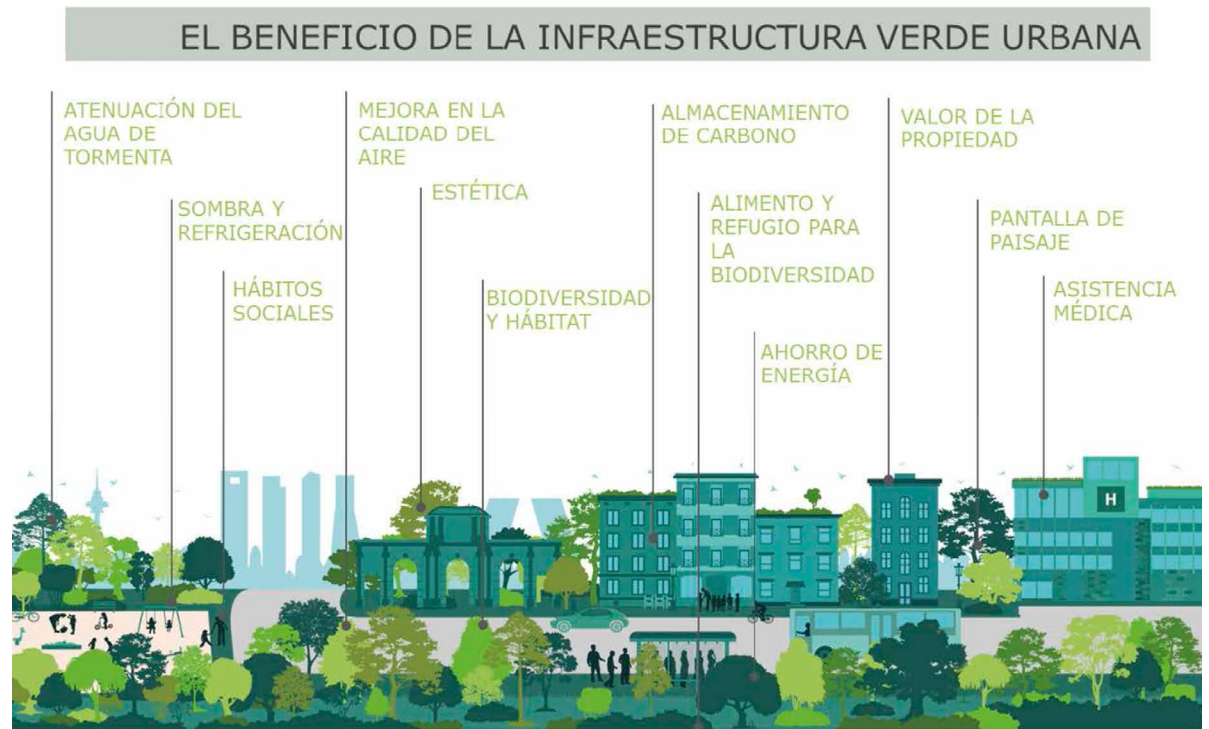 EL BENEFICIO DE LA INFRAESTRUCTURA VERDE URBANA
ATENUACIÓN DEL
AGUA DE
TORMENTA
SOMBRA Y
REFRIGERACIÓN
HÁBITOS
SOCIALES
MEJORA EN LA
CALIDAD DEL
AIRE
ESTÉTICA
BIODIVERSIDAD
Y HÁBITAT
ALMACENAMIENTO
DE CARBONO
ALIMENTO Y
REFUGIO PARA
LA
BIODIVERSIDAD
AHORRO DE
ENERGÍA
VALOR DE LA
PROPIEDAD
PANTALLA DE
PAISAJE
ASISTENCIA
MÉDICA
H